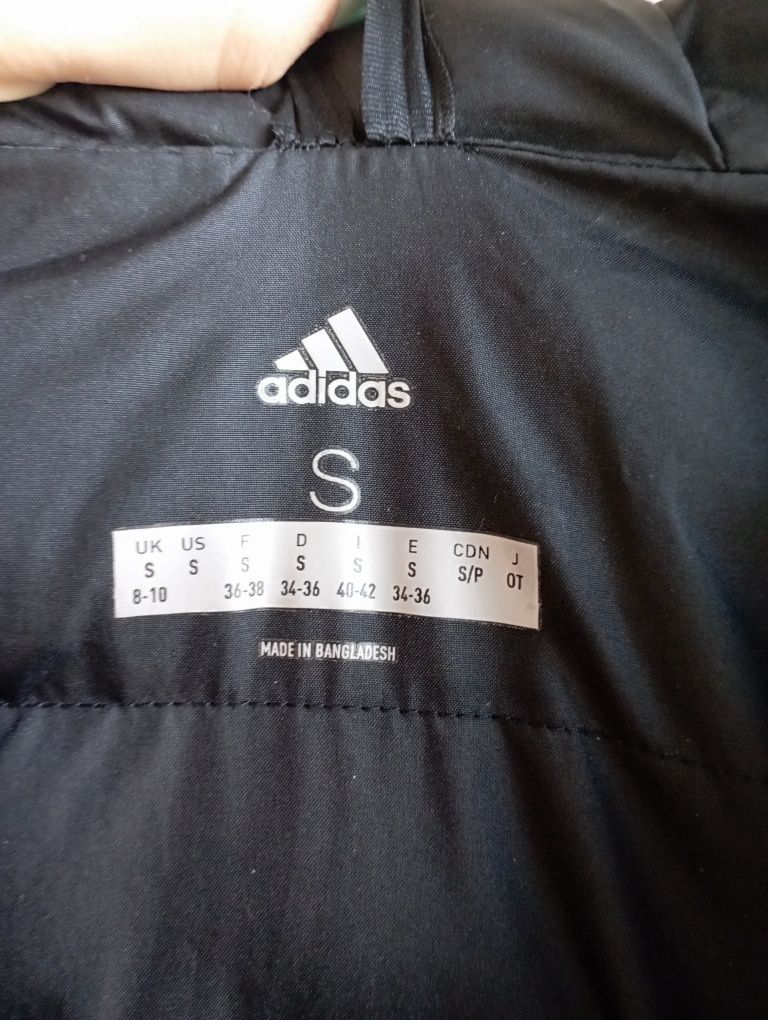 adidas
S
UK US F D I E CDN J
S S S S S S S/P OT
8-10 36-38 34-36 40-42 34-36
MADE IN BANGLADESH